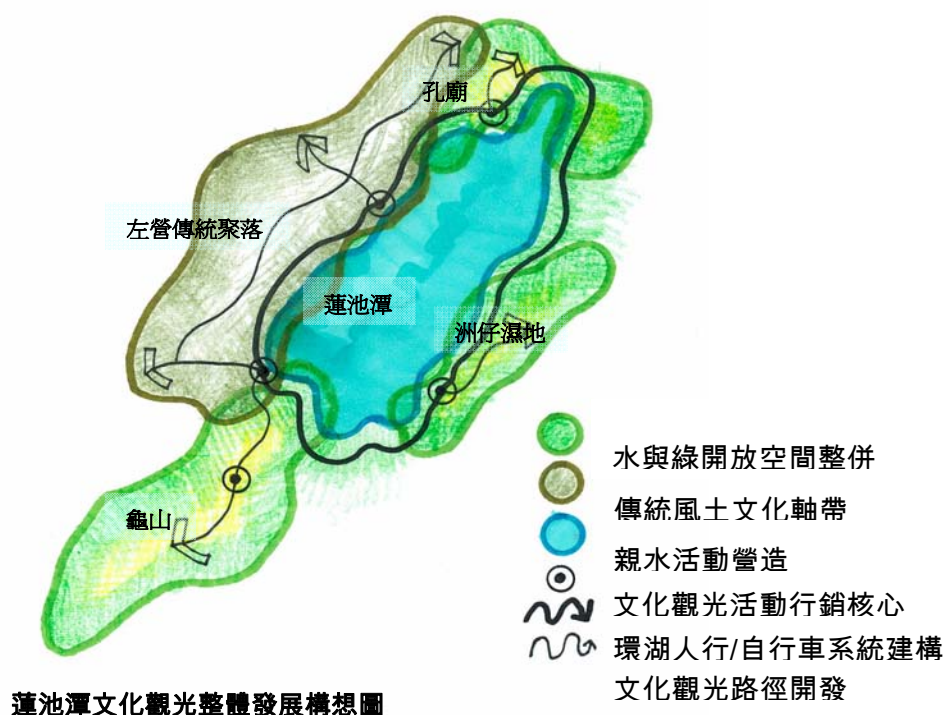 孔廟
左營傳統聚落
蓮池潭
洲仔濕地
龜山
水與綠開放空間整併
傳統風土文化軸帶
親水活動營造
文化觀光活動行銷核心
環湖人行/自行車系統建構
文化觀光路徑開發
蓮池潭文化觀光整體發展構想圖